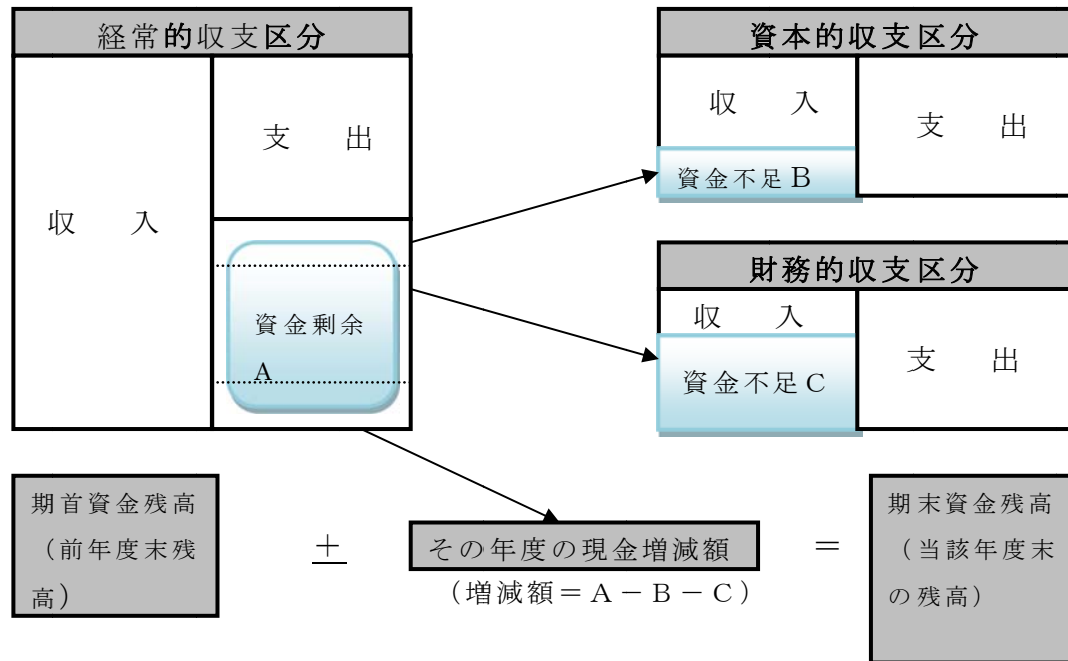 経常的収支区分
収　入
支　出
資金剰余
A
資本的収支区分
収　入
資金不足B
支　出
財務的収支区分
収　入
資金不足C
支　出
期首資金残高
（前年度末残
高）
＋
その年度の現金増減額
（増減額＝A－B－C）
＝
期末資金残高
（当該年度末
の残高）